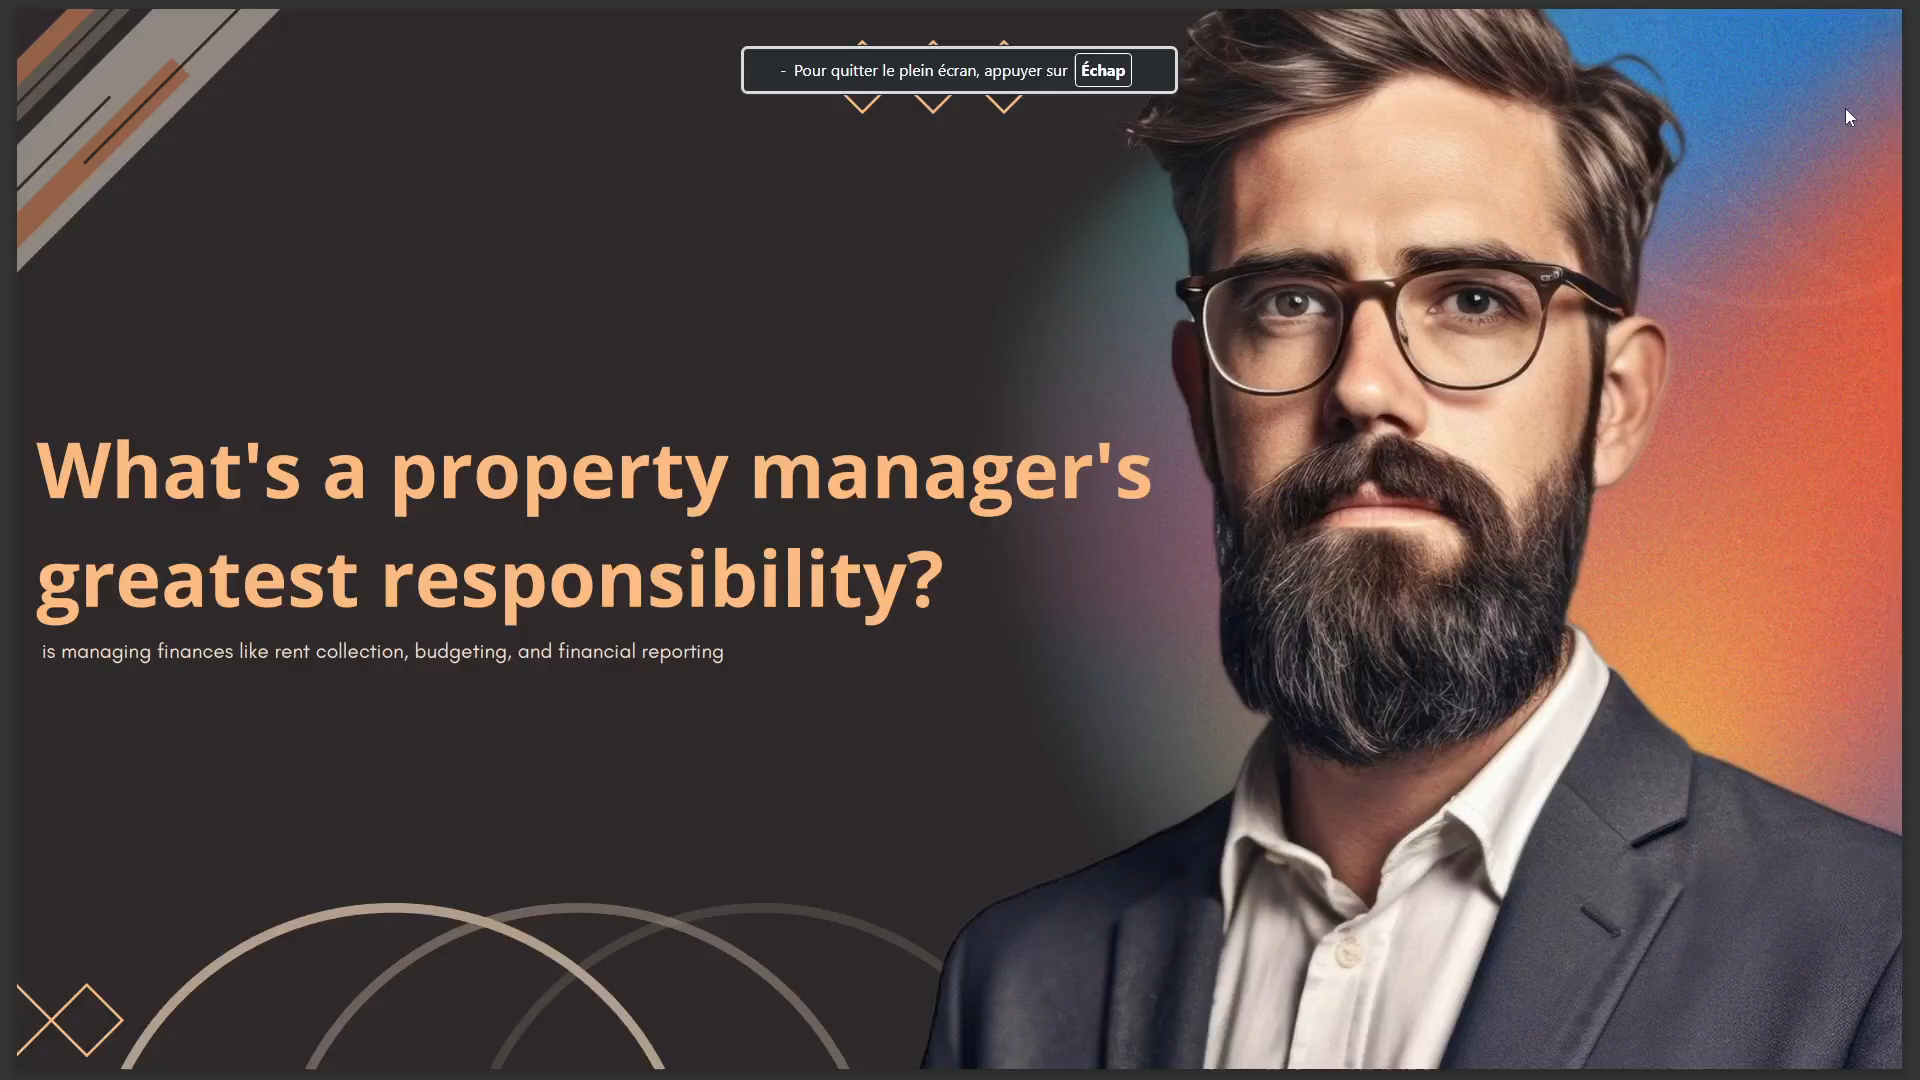 - Pour quitter le plein écran, appuyer sur Échap
What's a property manager's
greatest responsibility?
is managing finances like rent collection, budgeting, and financial reporting